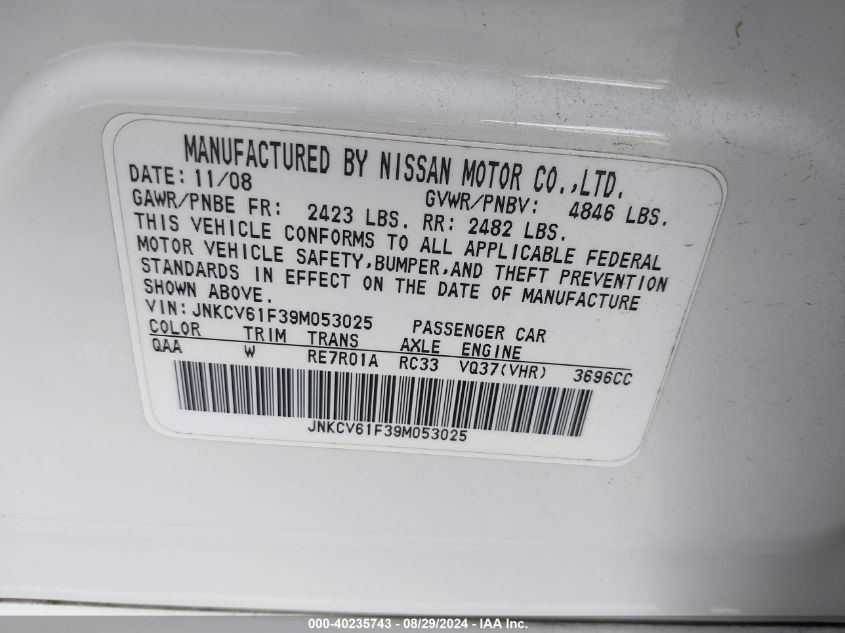 MANUFACTURED BY NISSAN MOTOR CO.,LTD.
DATE: 11/08 GVWR/PNBV: 4846 LBS.
GAWR/PNBE FR: 2423 LBS. RR: 2482 LBS.
THIS VEHICLE CONFORMS TO ALL APPLICABLE FEDERAL
MOTOR VEHICLE SAFETY,BUMPER,AND THEFT PREVENTION
STANDARDS IN EFFECT ON THE DATE OF MANUFACTURE
SHOWN ABOVE.
VIN:JNKCV61F39M053025 PASSENGER CAR
COLOR TRIM TRANS AXLE ENGINE
QAA W RE7R01A RC33 VQ37(VHR) 3696CC
JNKCV61F39M053025
000-40235743 - 08/29/2024 - IAA Inc.